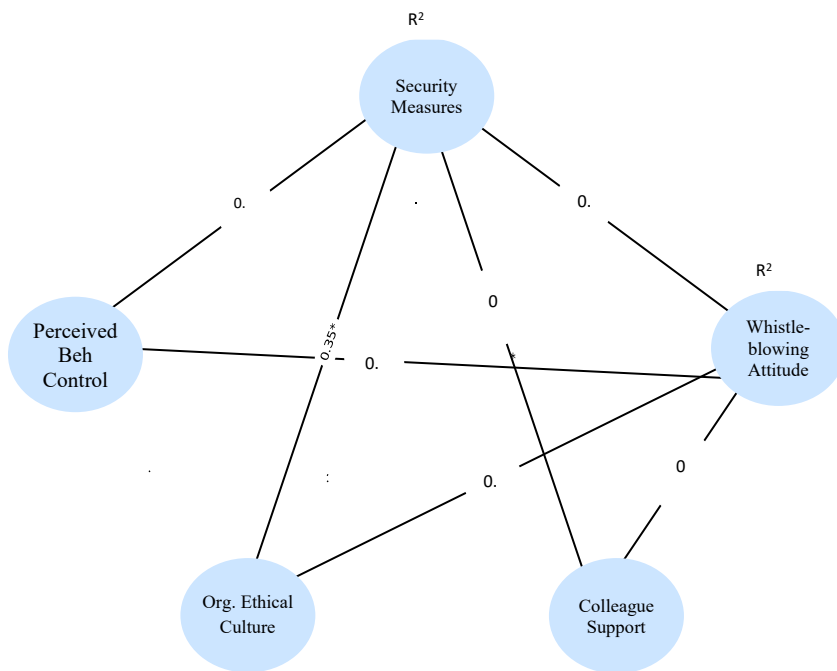 R²
Security
Measures
0.
.
0.
R²
0
Perceived
Beh
Control
0.35*
0.
*
Whistle-
blowing
Attitude
.
:
0.
0
Org. Ethical
Culture
Colleague
Support